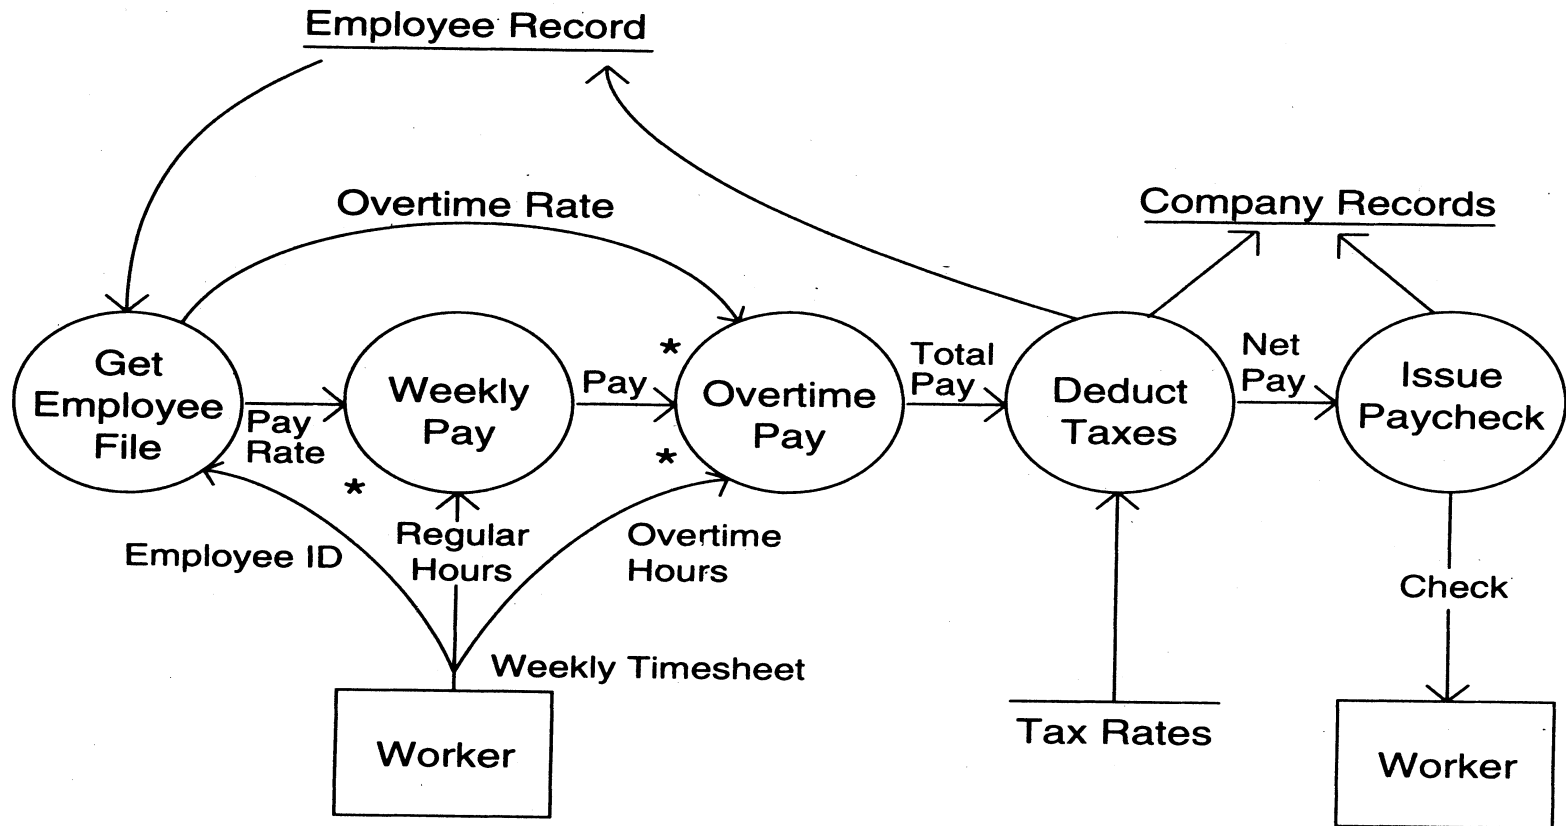 Employee Record
Overtime Rate
Company Records
Get
Employee
File
Pay
Rate
Weekly
Pay
Pay
*
Overtime
Pay
*
Total
Pay
Deduct
Taxes
Net
Pay
Issue
Paycheck
*
Employee ID
Regular
Hours
Overtime
Hours
Check
Weekly Timesheet
Worker
Tax Rates
Worker